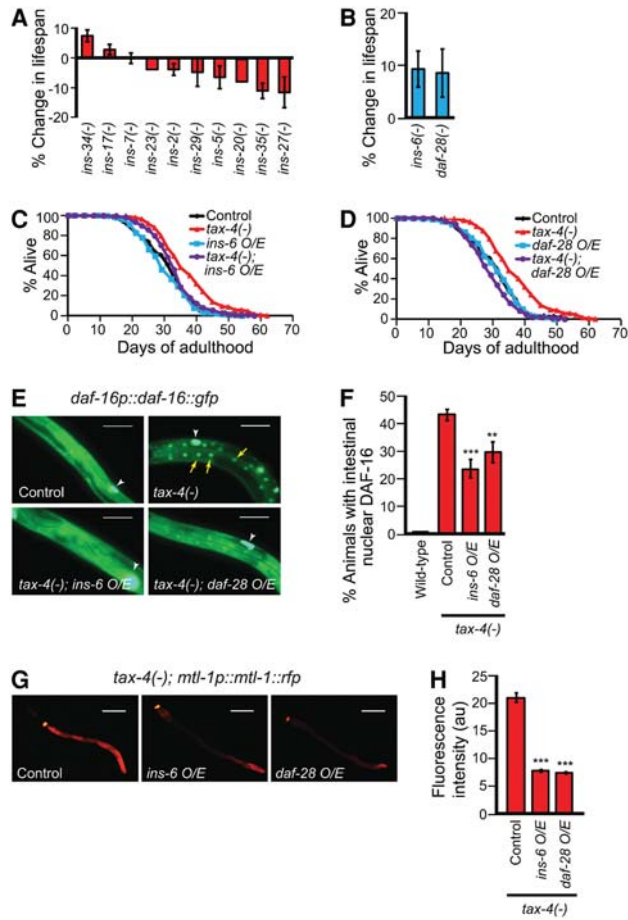 A
% Change in lifespan
10
0
-10
-20
ins-34(-)
ins-17(-)
ins-7(-)
ins-23(-)
ins-2(-)
ins-29(-)
ins-5(-)
ins-20(-)
ins-35(-)
ins-27(-)
B
% Change in lifespan
20
10
0
ins-6(-)
daf-28(-)
C
% Alive
100
80
60
40
20
0
0 10 20 30 40 50 60 70
Days of adulthood
Control
tax-4(-)
ins-6 O/E
tax-4(-);
ins-6 O/E
D
% Alive
100
80
60
40
20
0
0 10 20 30 40 50 60 70
Days of adulthood
Control
tax-4(-)
daf-28 O/E
tax-4(-);
daf-28 O/E
E
daf-16p::daf-16::gfp
Control
tax-4(-)
tax-4(-); ins-6 O/E
tax-4(-); daf-28 O/E
F
% Animals with intestinal
nuclear DAF-16
50
40
30
20
10
0
***
**
Wild-type
Control
ins-6 O/E
daf-28 O/E
tax-4(-)
G
tax-4(-); mtl-1p::mtl-1::rfp
Control
ins-6 O/E
daf-28 O/E
H
Fluorescence
intensity (au)
25
20
15
10
5
0
***
***
Control
ins-6 O/E
daf-28 O/E
tax-4(-)